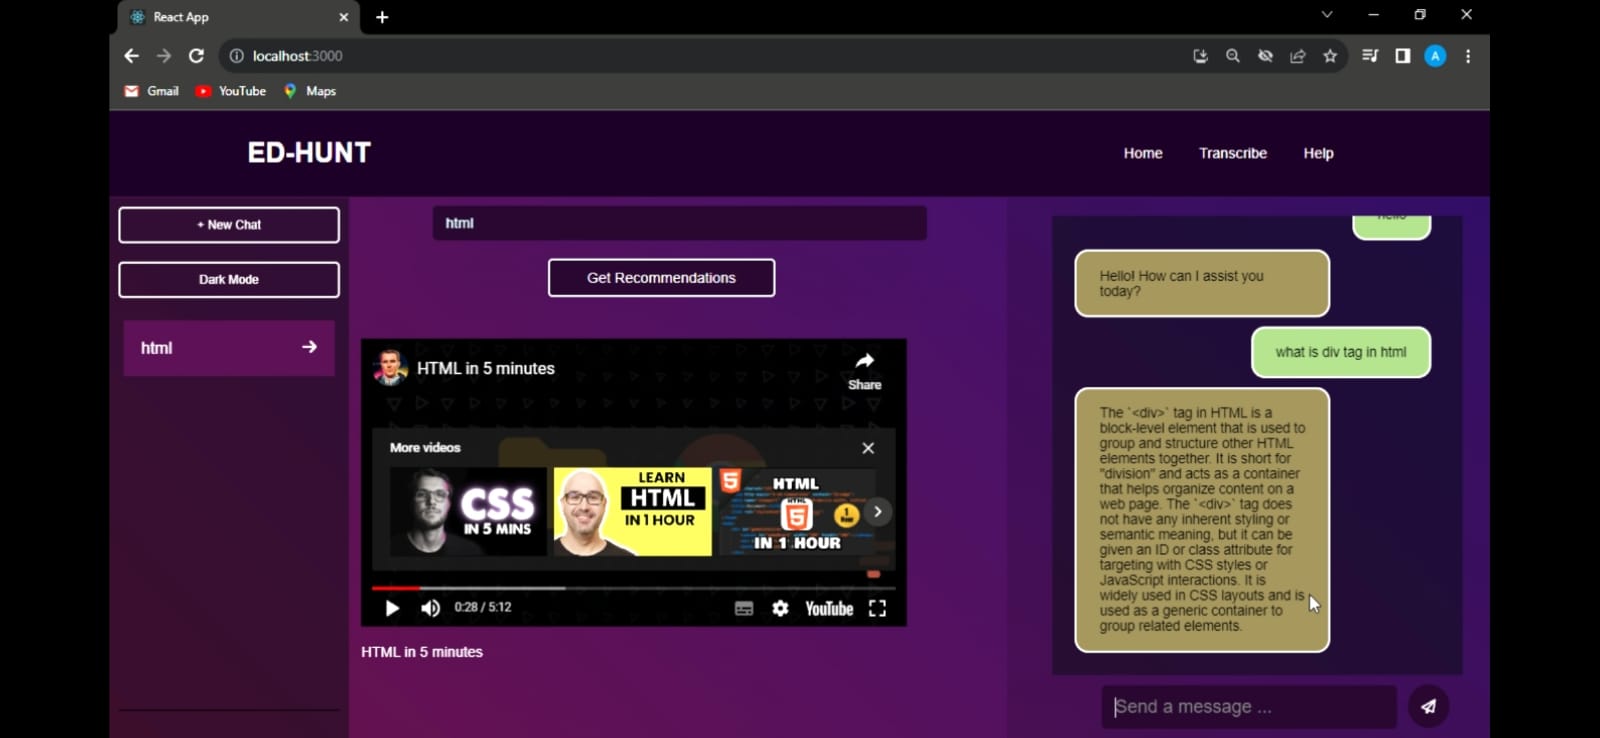 React App
localhost:3000
A
Gmail YouTube Maps
ED-HUNT
Home Transcribe Help
+ New Chat
Dark Mode
html
html
Get Recommendations
HTML in 5 minutes
Share
More videos
CSS
IN 5 MINS
LEARN
HTML
IN 1 HOUR
5
HTML
HTML
5
1
Hour
IN 1 HOUR
0:28 / 5:12
YouTube
HTML in 5 minutes
hello
Hello! How can I assist you
today?
what is div tag in html
The `<div>` tag in HTML is a
block-level element that is used to
group and structure other HTML
elements together. It is short for
"division" and acts as a container
that helps organize content on a
web page. The `<div>` tag does
not have any inherent styling or
semantic meaning, but it can be
given an ID or class attribute for
targeting with CSS styles or
JavaScript interactions. It is
widely used in CSS layouts and is
used as a generic container to
group related elements.
Send a message ...